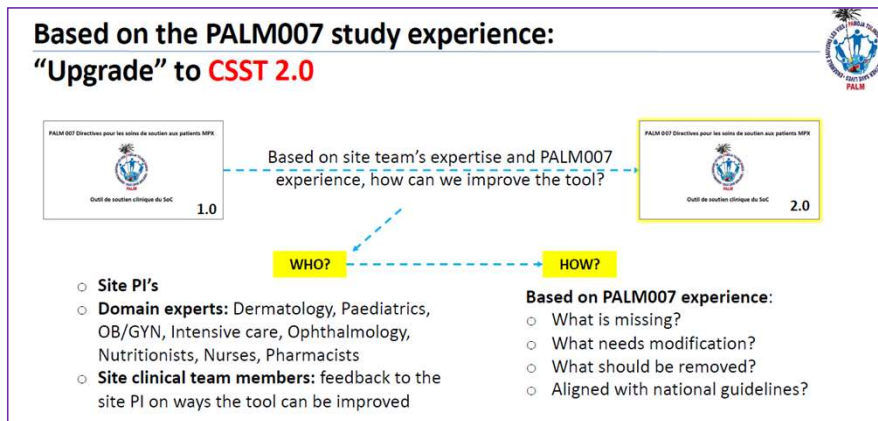 Based on the PALM007 study experience:
“Upgrade” to CSST 2.0
PALM 007 Directives pour les soins de soutien aux patients MPX
Outil de soutien clinique du SoC
1.0
Based on site team’s expertise and PALM007
experience, how can we improve the tool?
PALM 007 Directives pour les soins de soutien aux patients MPX
Outil de soutien clinique du SoC
2.0
WHO?
○ Site PI’s
○ Domain experts: Dermatology, Paediatrics,
OB/GYN, Intensive care, Ophthalmology,
Nutritionists, Nurses, Pharmacists
○ Site clinical team members: feedback to the
site PI on ways the tool can be improved
HOW?
Based on PALM007 experience:
○ What is missing?
○ What needs modification?
○ What should be removed?
○ Aligned with national guidelines?
PALM